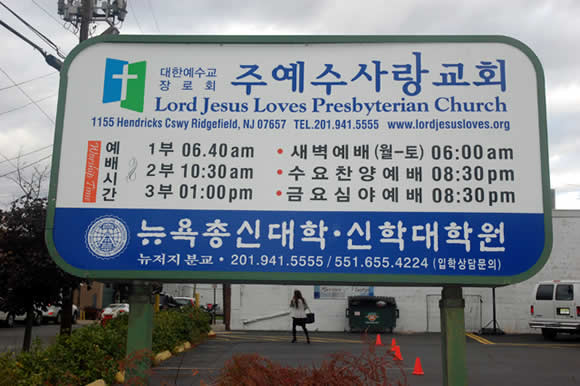 대한예수교
장로회
주예수사랑교회
Lord Jesus Loves Presbyterian Church
1155 Hendricks Cswy Ridgefield, NJ 07657 TEL.201.941.5555 www.lordjesusloves.org
Worship Time
예배시간
1부 06.40am • 새벽예배 (월-토) 06:00am
2부 10:30am • 수요찬양예배 08:30pm
3부 01:00pm • 금요심야예배 08:30pm
뉴욕총신대학·신학대학원
뉴저지 분교 • 201.941.5555 / 551.655.4224 (입학상담문의)